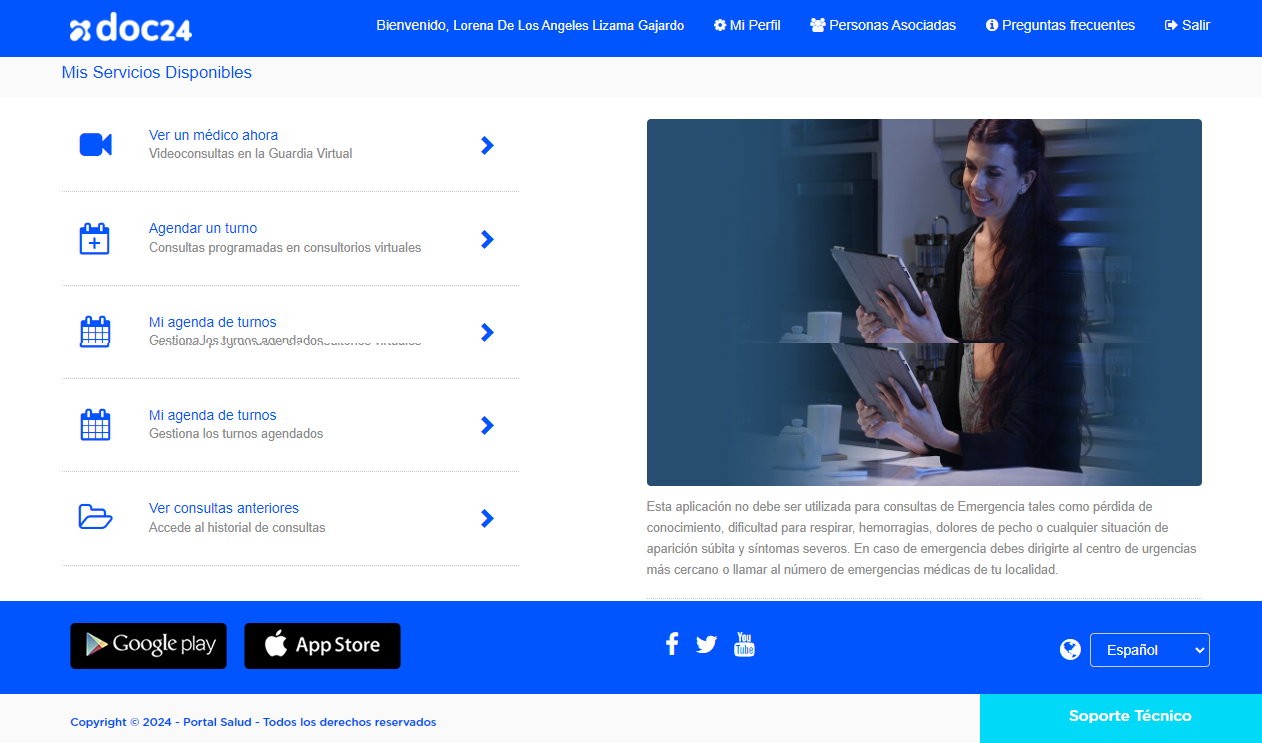 doc24
Bienvenido, Lorena De Los Angeles Lizama Gajardo
Mi Perfil
Personas Asociadas
Preguntas frecuentes
Salir
Mis Servicios Disponibles
Ver un médico ahora
Videoconsultas en la Guardia Virtual
Agendar un turno
Consultas programadas en consultorios virtuales
Mi agenda de turnos
Gestiona los turnos agendados
Mi agenda de turnos
Gestiona los turnos agendados
Ver consultas anteriores
Accede al historial de consultas
Esta aplicación no debe ser utilizada para consultas de Emergencia tales como pérdida de
conocimiento, dificultad para respirar, hemorragias, dolores de pecho o cualquier situación de
aparición súbita y síntomas severos. En caso de emergencia debes dirigirte al centro de urgencias
más cercano o llamar al número de emergencias médicas de tu localidad.
Google play
App Store
You
Tube
Español
Copyright © 2024 - Portal Salud - Todos los derechos reservados
Soporte Técnico